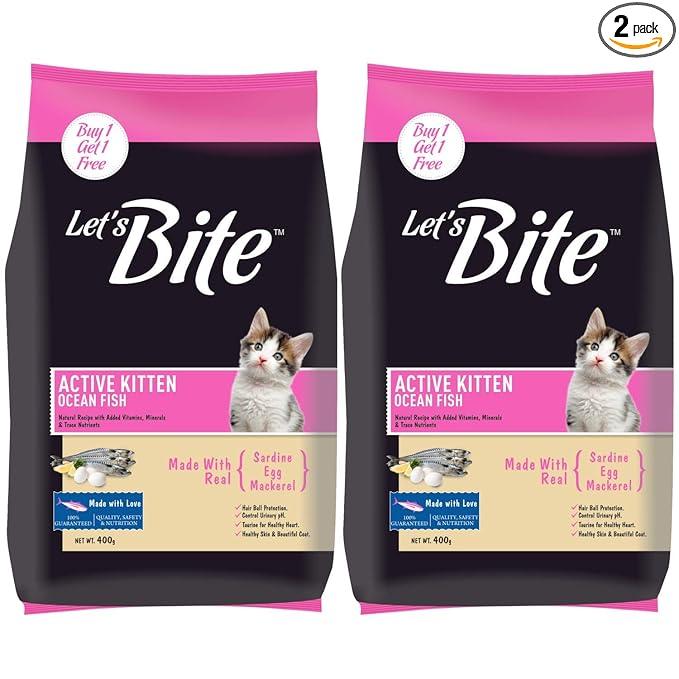 2 pack
Buy 1
Get 1
Free
Let's Bite™
ACTIVE KITTEN
OCEAN FISH
Natural Recipe with Added Vitamins, Minerals
& Trace Nutrients
Made With
Real
Sardine
Egg
Mackerel
Made with Love
100%
GUARANTEED
QUALITY, SAFETY
& NUTRITION
✓ Hair Ball Protection.
✓ Control Urinary pH.
✓ Taurine for Healthy Heart.
✓ Healthy Skin & Beautiful Coat.
NET WT. 400g
Buy 1
Get 1
Free
Let's Bite™
ACTIVE KITTEN
OCEAN FISH
Natural Recipe with Added Vitamins, Minerals
& Trace Nutrients
Made With
Real
Sardine
Egg
Mackerel
Made with Love
100%
GUARANTEED
QUALITY, SAFETY
& NUTRITION
✓ Hair Ball Protection.
✓ Control Urinary pH.
✓ Taurine for Healthy Heart.
✓ Healthy Skin & Beautiful Coat.
NET WT. 400g